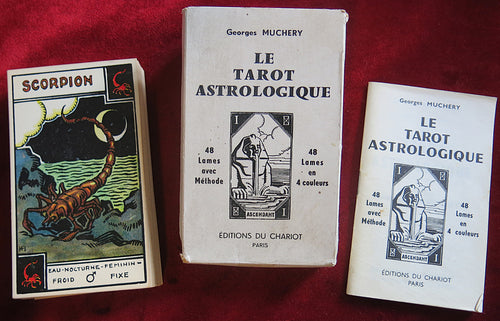 SCORPION
EAU-NOCTURNE-FEMININ-
FROID ♂ FIXE
Georges MUCHERY
LE
TAROT
ASTROLOGIQUE
48
Lames
avec
Méthode
48
Lames
en
4 couleurs
I
I
ASCENDANT
ÉDITIONS DU CHARIOT
PARIS
Georges MUCHERY
LE
TAROT
ASTROLOGIQUE
48
Lames
avec
Méthode
48
Lames
en
4 couleurs
ASCENDANT
ÉDITIONS DU CHARIOT
PARIS